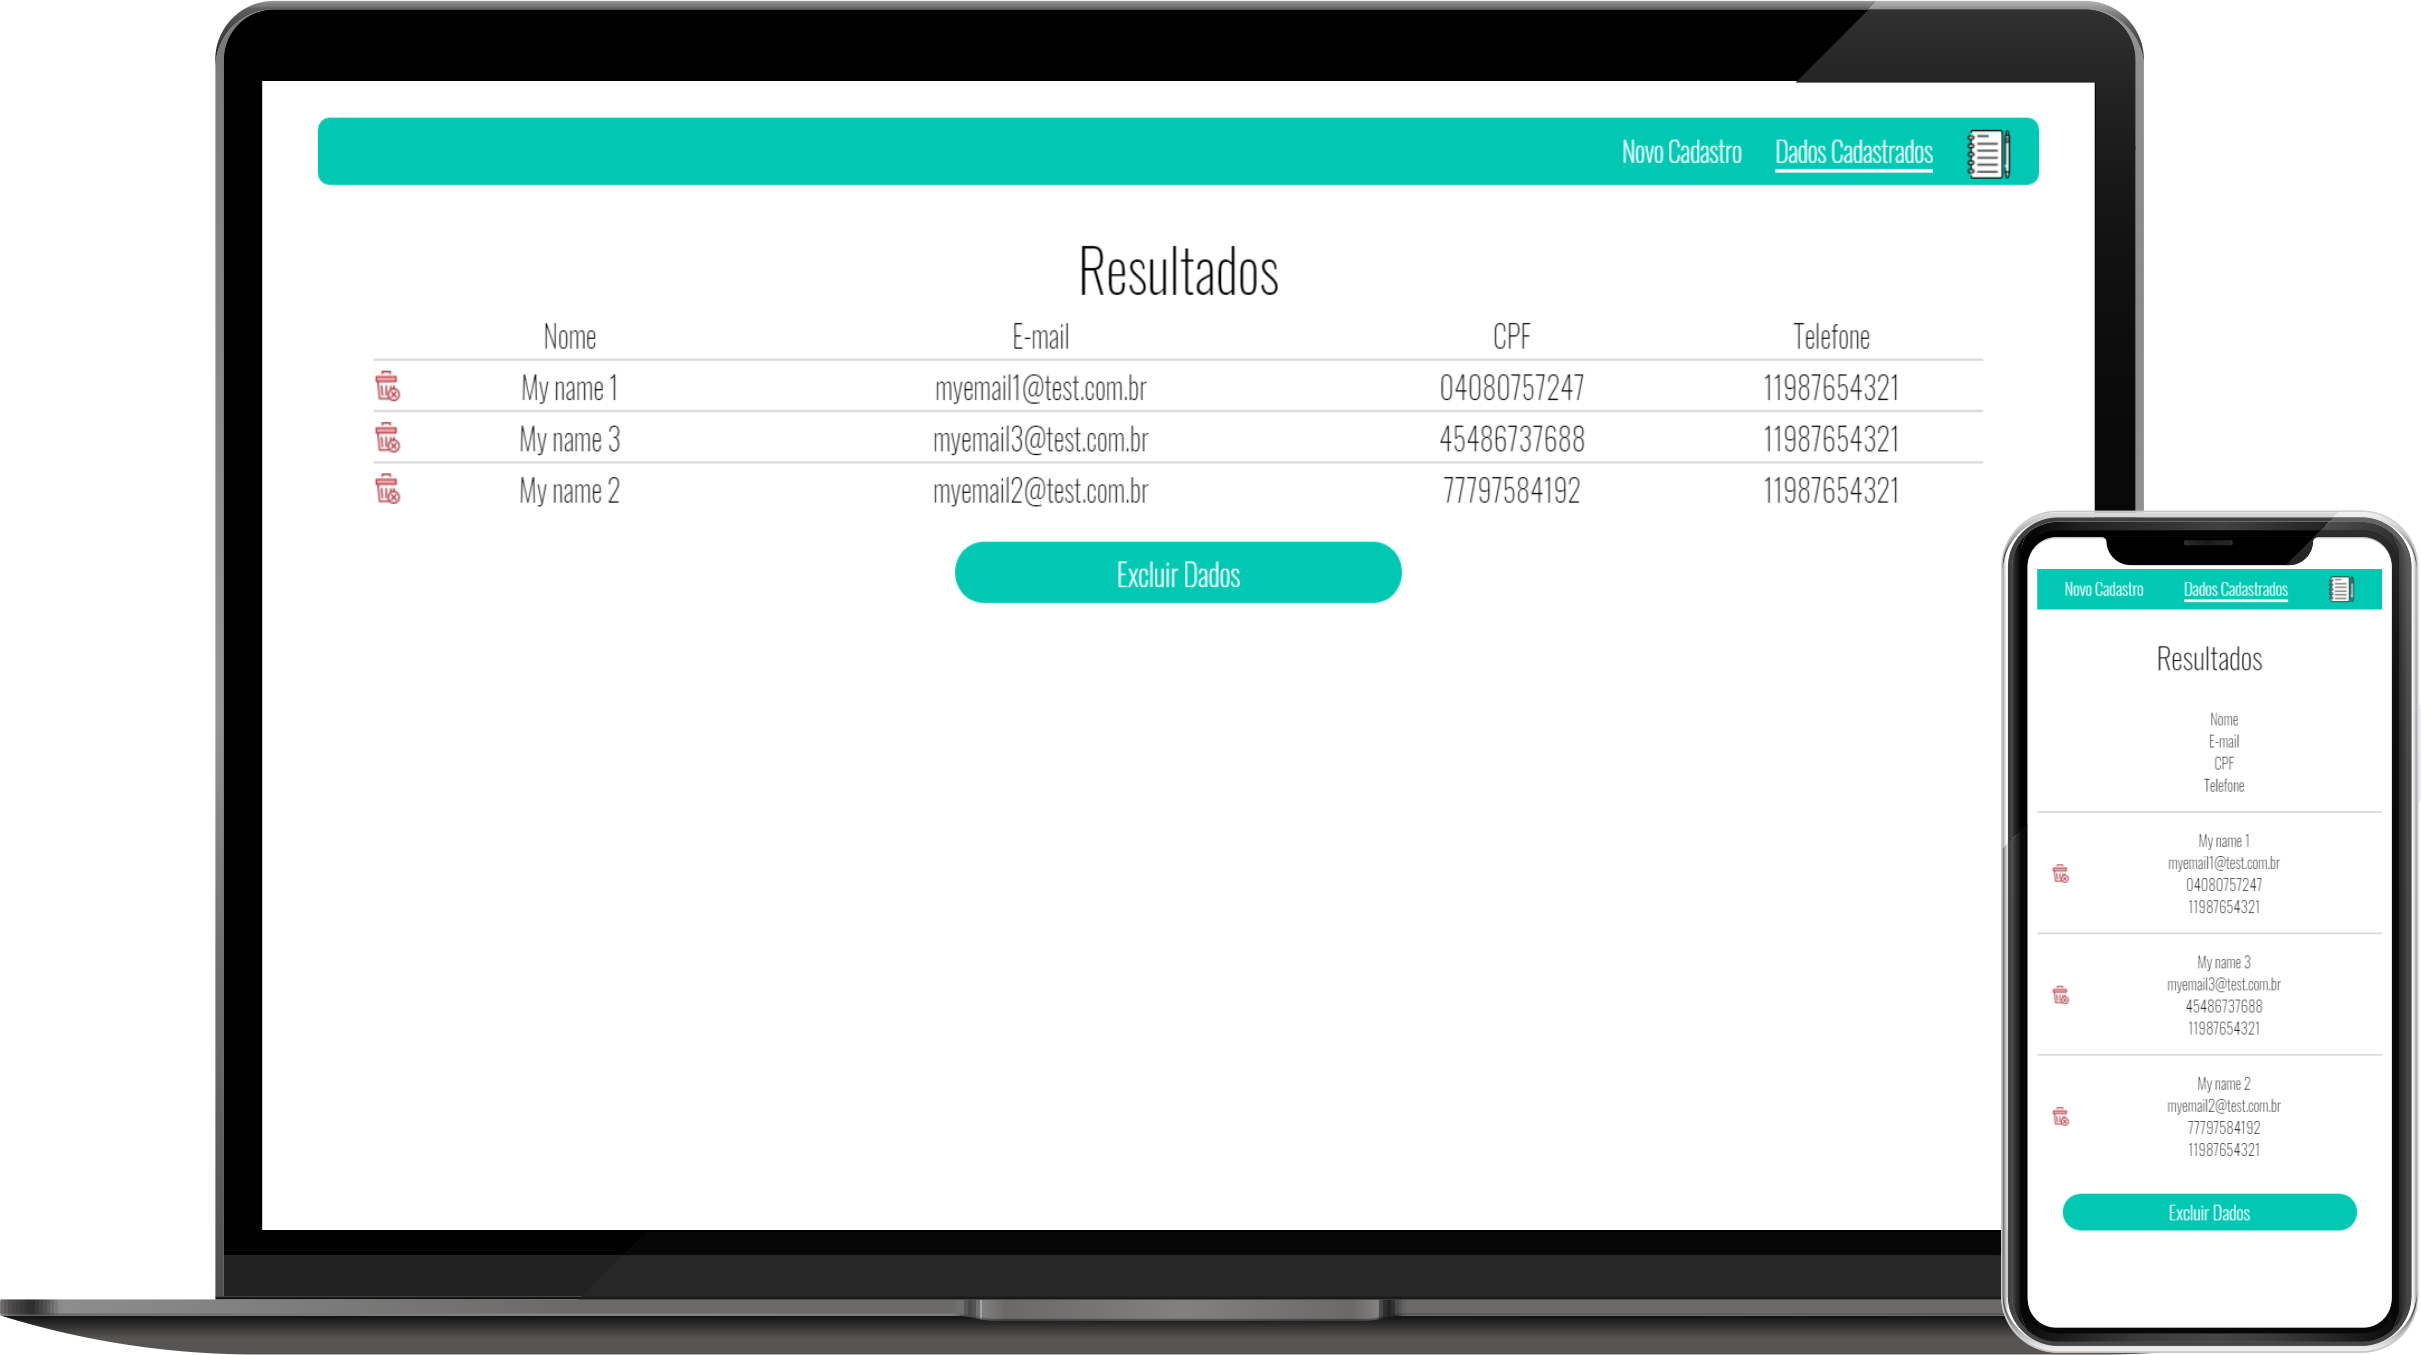 Novo Cadastro Dados Cadastrados
Resultados
Nome E-mail CPF Telefone
My name 1 myemail1@test.com.br 04080757247 11987654321
My name 3 myemail3@test.com.br 45486737688 11987654321
My name 2 myemail2@test.com.br 77797584192 11987654321
Excluir Dados
Novo Cadastro Dados Cadastrados
Resultados
Nome
E-mail
CPF
Telefone
My name 1
myemail1@test.com.br
04080757247
11987654321
My name 3
myemail3@test.com.br
45486737688
11987654321
My name 2
myemail2@test.com.br
77797584192
11987654321
Excluir Dados